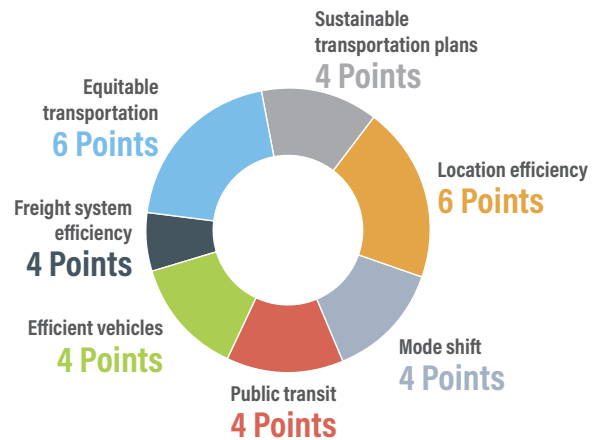 Sustainable
transportation plans
4 Points
Location efficiency
6 Points
Mode shift
4 Points
Public transit
4 Points
Efficient vehicles
4 Points
Freight system
efficiency
4 Points
Equitable
transportation
6 Points